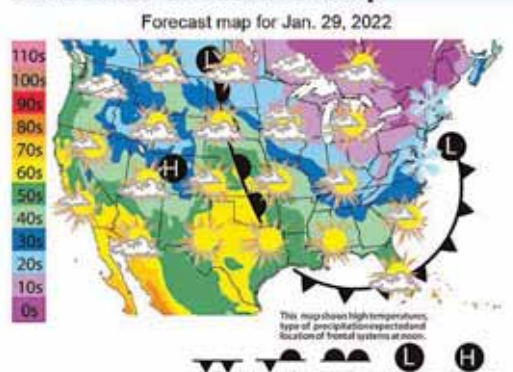 Forecast map for Jan. 29, 2022
110s
100s
90s
80s
70s
60s
50s
40s
30s
20s
10s
0s
L
H
L
This map shows high temperatures,
type of precipitation expected and
location of frontal systems at noon.
L H